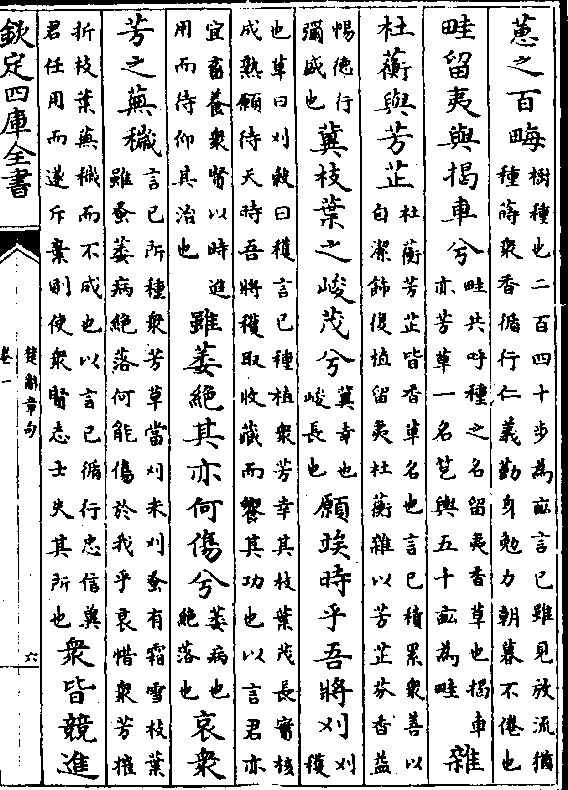 蕙之百畮
樹種也二百四十步為畝言己雖見放流猶
種蒔衆香循行仁義勤身勉力朝暮不倦也
畦留夷與揭車兮
畦共呼種之名留夷香草也揭車
亦芳草一名芞輿五十畝為畦
雜
杜蘅與芳芷
杜蘅芳芷皆香草名也言己積累衆善以
自潔飾復植留夷杜蘅雜以芳芷芬香益
暢德行
彌盛也
冀枝葉之峻茂兮
冀幸也
峻長也
願竢時乎吾將刈
刈
穫
也草曰刈穀曰穫言己種植衆芳幸其枝葉茂長實核
成熟願待天時吾將穫取收藏而饗其功也以言君亦
宜畜養衆賢以時進
用而待仰其治也
雖萎絶其亦何傷兮
萎病也
絶落也
哀衆
芳之蕪穢
言己所種衆芳草當刈未刈蚤有霜雪枝葉
雖蚤萎病絶落何能傷於我乎哀惜衆芳摧
折枝葉蕪穢而不成也以言己循行忠信冀
君任用而遂斥棄則使衆賢志士失其所也
衆皆競進
欽定四庫全書
楚辭章句
卷一
六